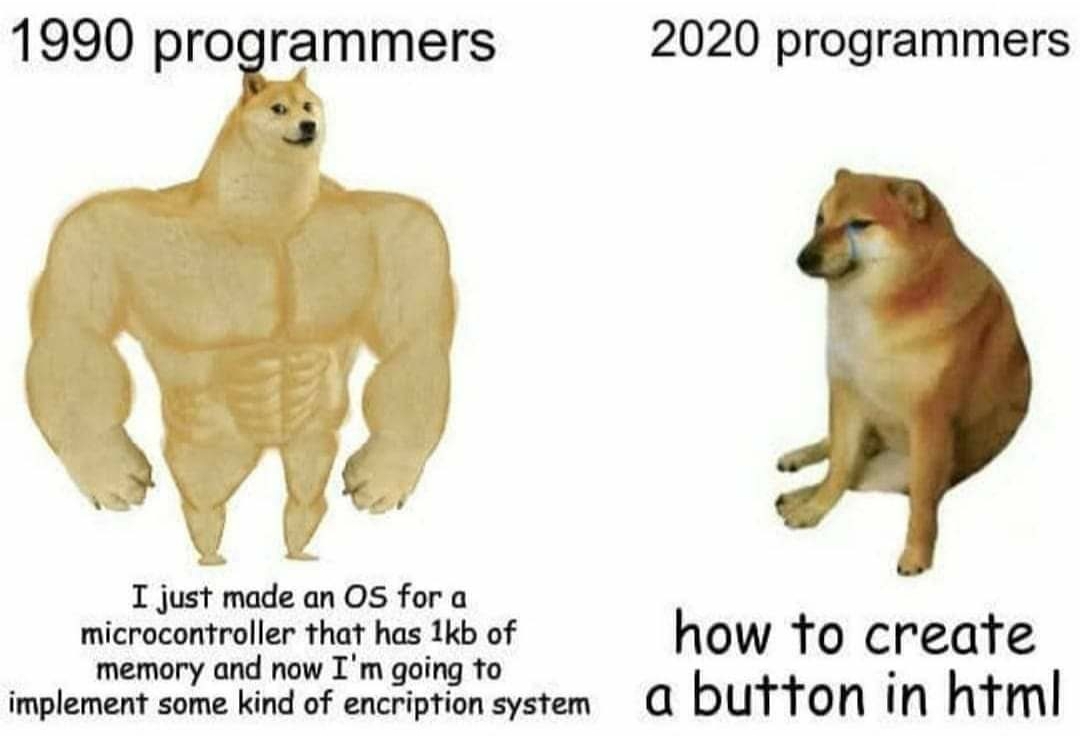 1990 programmers
2020 programmers
I just made an OS for a
microcontroller that has 1kb of
memory and now I'm going to
implement some kind of encription system
how to create
a button in html